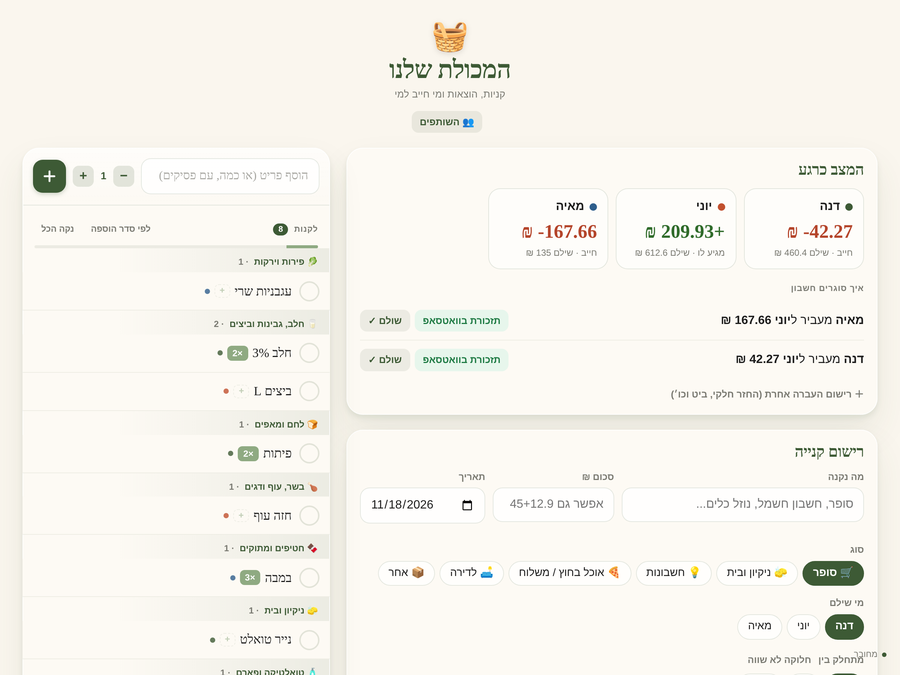 המכולת שלנו
קניות, הוצאות ומי חייב למי
👥 השותפים
המצב כרגע
דנה
-42.27 ₪
חייב · שילם 460.4 ₪
יוני
+209.93 ₪
מגיע לו · שילם 612.6 ₪
מאיה
-167.66 ₪
חייב · שילם 135 ₪
איך סוגרים חשבון
מאיה מעביר ליוני 167.66 ₪
תזכורת בוואטסאפ
שולם ✓
דנה מעביר ליוני 42.27 ₪
תזכורת בוואטסאפ
שולם ✓
+ רישום העברה אחרת (החזר חלקי, ביט וכו׳)
רישום קנייה
מה נקנה
סכום ₪
תאריך
סופר, חשבון חשמל, נוזל כלים...
אפשר גם 45+12.9
11/18/2026
סוג
🛒 סופר
🧽 ניקיון ובית
💡 חשבונות
🍕 אוכל בחוץ / משלוח
🛋️ לדירה
📦 אחר
מי שילם
דנה
יוני
מאיה
מתחלק בין
חלוקה לא שווה
מחובר
הוסף פריט (או כמה, עם פסיקים)
−
1
+
+
לקנות 8
לפי סדר הוספה
נקה הכל
🥬 פירות וירקות · 1
עגבניות שרי +
🥛 חלב, גבינות וביצים · 2
חלב 3% ×2
ביצים L +
🍞 לחם ומאפים · 1
פיתות ×2
🍗 בשר, עוף ודגים · 1
חזה עוף +
🍫 חטיפים ומתוקים · 1
במבה ×3
🧽 ניקיון ובית · 1
נייר טואלט +
🧴 טואלטיקה ופארם · 1